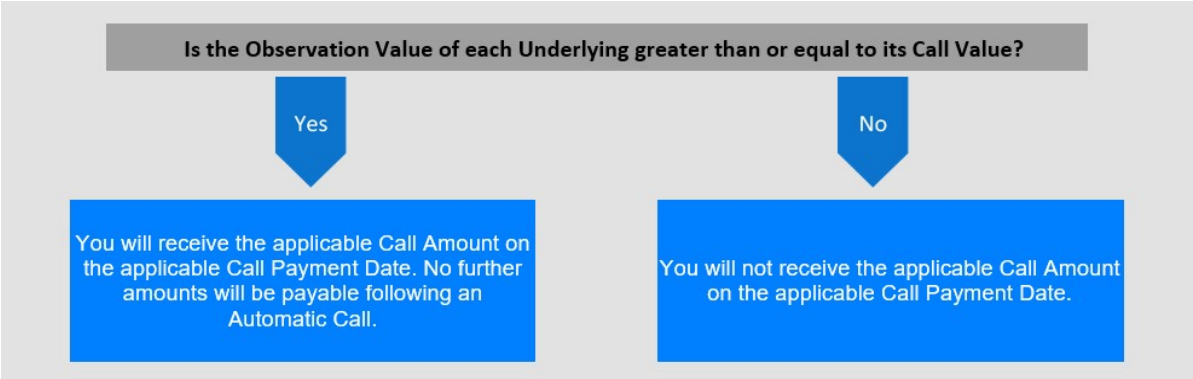 Is the Observation Value of each Underlying greater than or equal to its Call Value?
Yes
No
You will receive the applicable Call Amount on
the applicable Call Payment Date. No further
amounts will be payable following an
Automatic Call.
You will not receive the applicable Call Amount
on the applicable Call Payment Date.